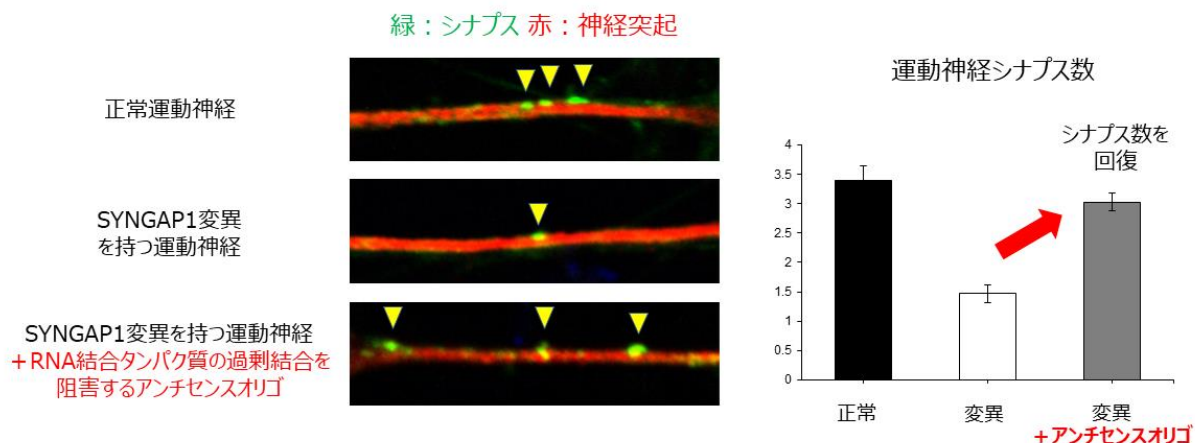 緑：シナプス 赤：神経突起
正常運動神経
SYNGAP1変異
を持つ運動神経
SYNGAP1変異を持つ運動神経
＋RNA結合タンパク質の過剰結合を
阻害するアンチセンスオリゴ
運動神経シナプス数
シナプス数を
回復
4
3.5
3
2.5
2
1.5
1
0.5
0
正常
変異
変異
＋アンチセンスオリゴ